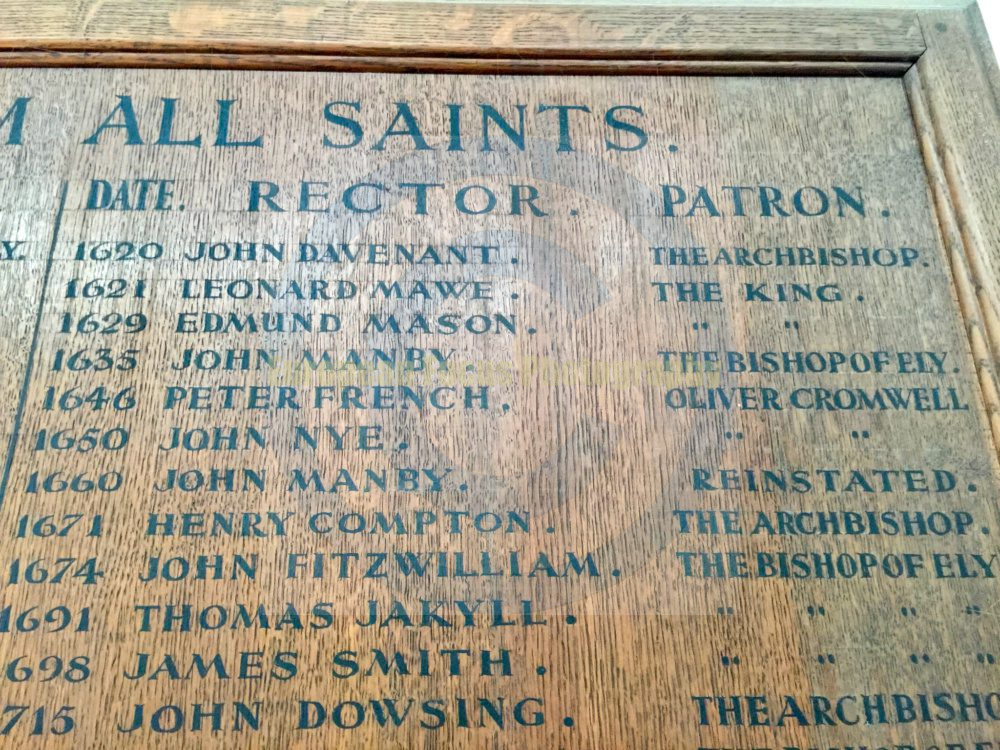 M ALL SAINTS.
DATE. RECTOR. PATRON.
Y. 1620 JOHN DAVENANT. THE ARCHBISHOP.
1621 LEONARD MAWE. THE KING.
1629 EDMUND MASON. " "
1635 JOHN MANBY. THE BISHOP OF ELY.
1646 PETER FRENCH. OLIVER CROMWELL
1650 JOHN NYE. " "
1660 JOHN MANBY. REINSTATED.
1671 HENRY COMPTON. THE ARCHBISHOP.
1674 JOHN FITZWILLIAM. THE BISHOP OF ELY
1691 THOMAS JAKYLL. " " " "
698 JAMES SMITH. " " " "
715 JOHN DOWSING. THE ARCHBISHO